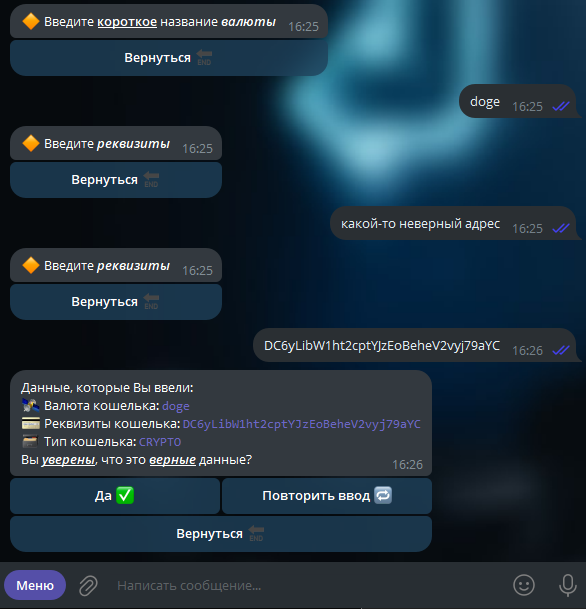 🔶 Введите короткое название валюты 16:25
Вернуться 🔚
doge 16:25
🔶 Введите реквизиты 16:25
Вернуться 🔚
какой-то неверный адрес 16:25
🔶 Введите реквизиты 16:25
Вернуться 🔚
DC6yLibW1ht2cptYJzEoBeheV2vyj79aYC 16:26
Данные, которые Вы ввели:
🛰 Валюта кошелька: doge
💳 Реквизиты кошелька: DC6yLibW1ht2cptYJzEoBeheV2vyj79aYC
🗃 Тип кошелька: CRYPTO
Вы уверены, что это верные данные? 16:26
Да ✅
Повторить ввод 🔁
Вернуться 🔚
Меню
Написать сообщение...